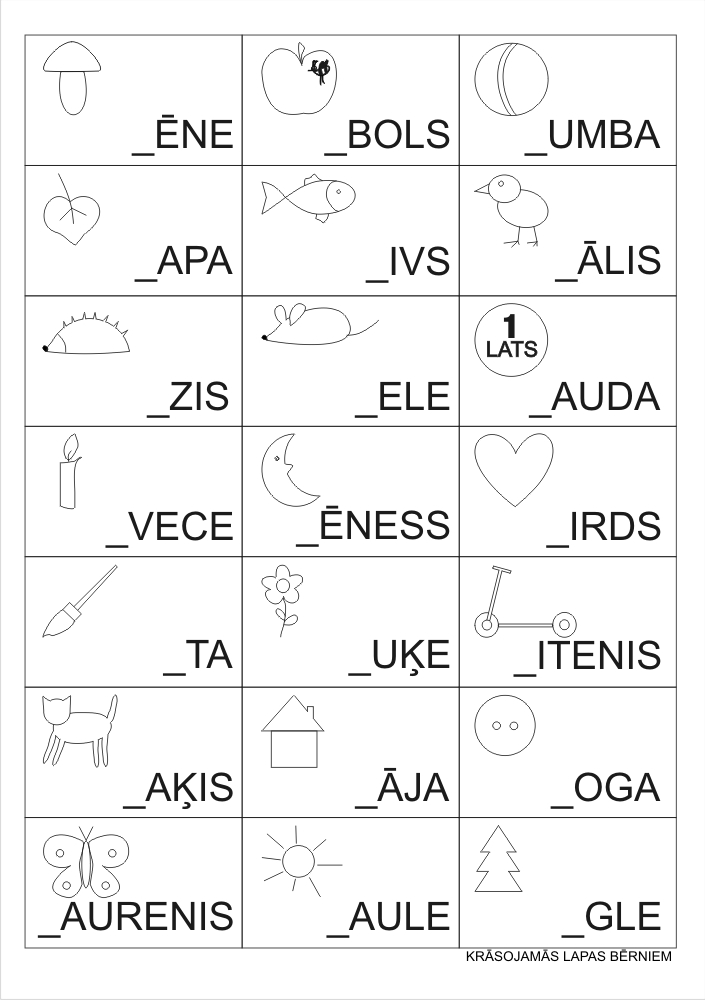 _ĒNE
_BOLS
_UMBA
_APA
_IVS
_ĀLIS
_ZIS
_ELE
1
LATS
_AUDA
_VECE
_ĒNESS
_IRDS
_TA
_UĶE
_ITENIS
_AĶIS
_ĀJA
_OGA
_AURENIS
_AULE
_GLE
KRĀSOJAMĀS LAPAS BĒRNIEM